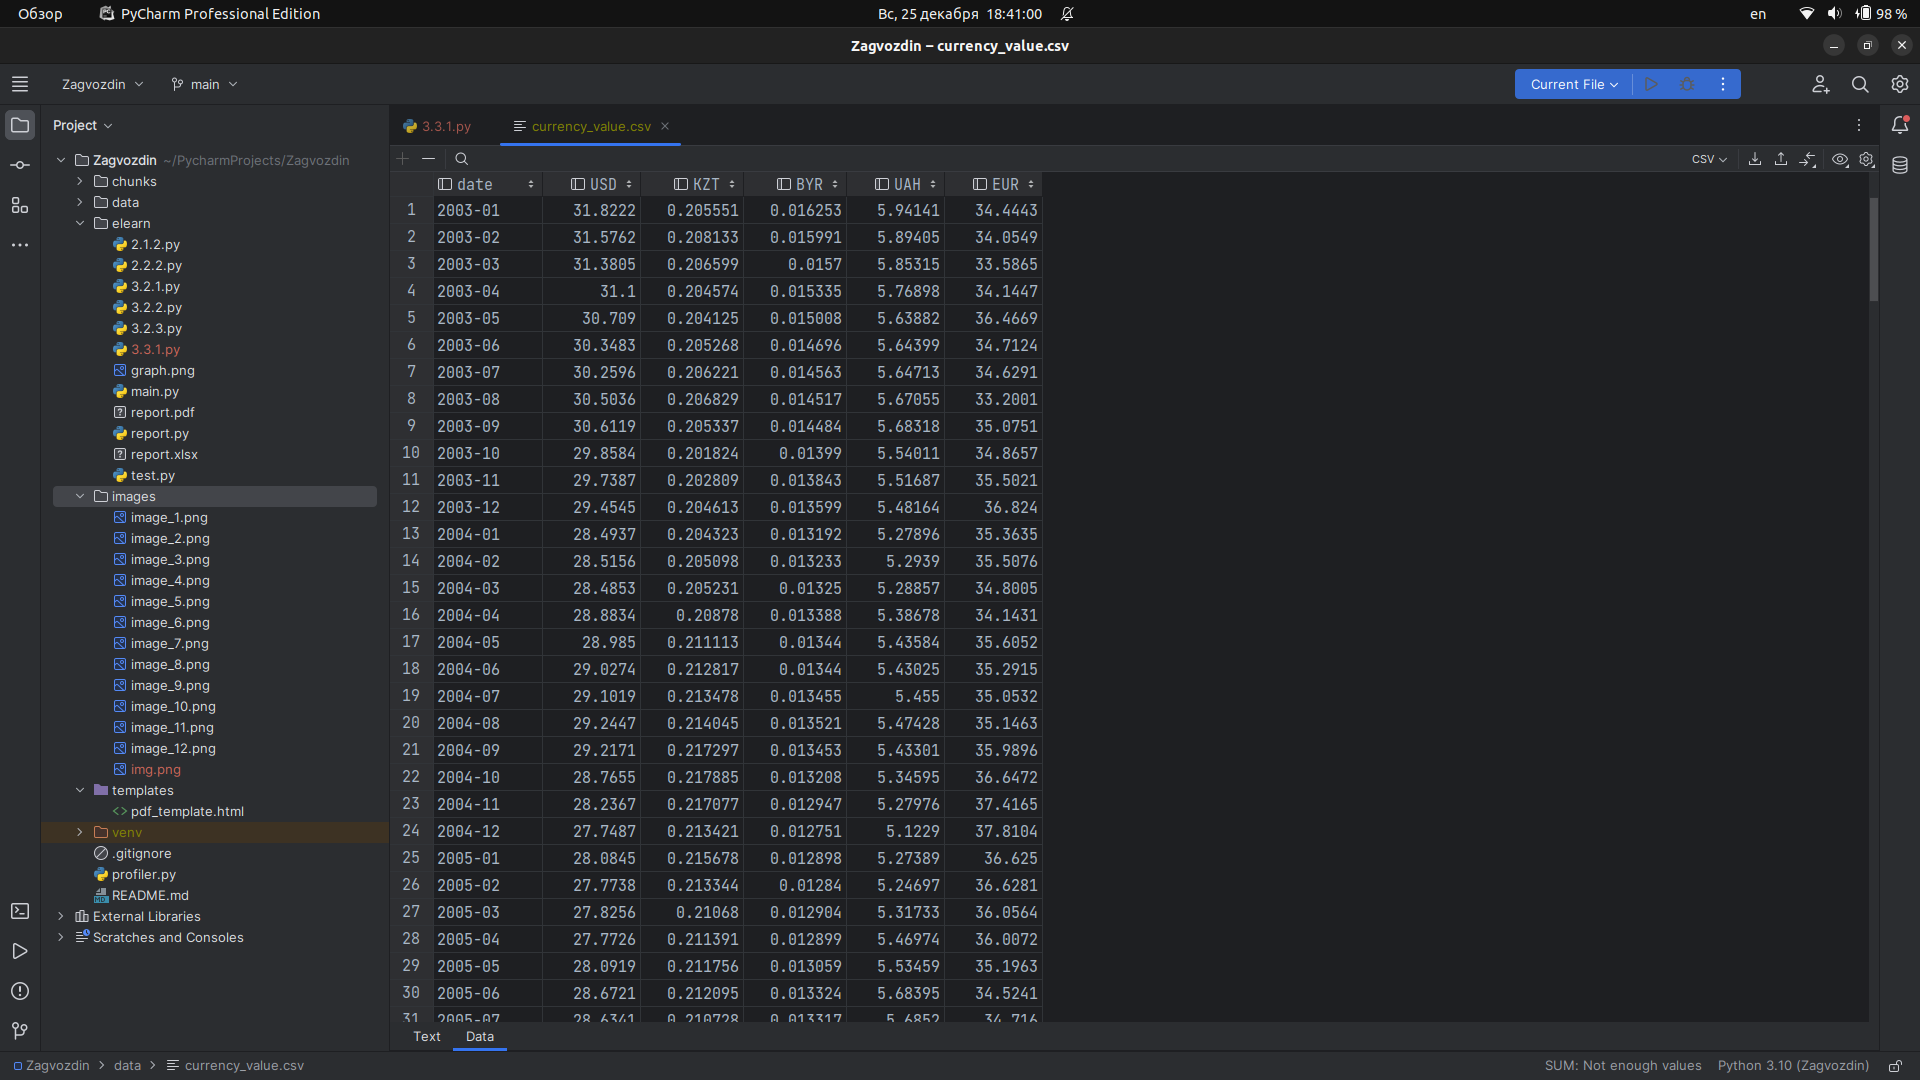 Обзор PyCharm Professional Edition Вс, 25 декабря 18:41:00 en 98 %
Zagvozdin – currency_value.csv
Zagvozdin main Current File
Project 3.3.1.py currency_value.csv
CSV
Zagvozdin ~/PycharmProjects/Zagvozdin
chunks
data
elearn
2.1.2.py
2.2.2.py
3.2.1.py
3.2.2.py
3.2.3.py
3.3.1.py
graph.png
main.py
report.pdf
report.py
report.xlsx
test.py
images
image_1.png
image_2.png
image_3.png
image_4.png
image_5.png
image_6.png
image_7.png
image_8.png
image_9.png
image_10.png
image_11.png
image_12.png
img.png
templates
pdf_template.html
venv
.gitignore
profiler.py
README.md
External Libraries
Scratches and Consoles
date USD KZT BYR UAH EUR
1 2003-01 31.8222 0.205551 0.016253 5.94141 34.4443
2 2003-02 31.5762 0.208133 0.015991 5.89405 34.0549
3 2003-03 31.3805 0.206599 0.0157 5.85315 33.5865
4 2003-04 31.1 0.204574 0.015335 5.76898 34.1447
5 2003-05 30.709 0.204125 0.015008 5.63882 36.4669
6 2003-06 30.3483 0.205268 0.014696 5.64399 34.7124
7 2003-07 30.2596 0.206221 0.014563 5.64713 34.6291
8 2003-08 30.5036 0.206829 0.014517 5.67055 33.2001
9 2003-09 30.6119 0.205337 0.014484 5.68318 35.0751
10 2003-10 29.8584 0.201824 0.01399 5.54011 34.8657
11 2003-11 29.7387 0.202809 0.013843 5.51687 35.5021
12 2003-12 29.4545 0.204613 0.013599 5.48164 36.824
13 2004-01 28.4937 0.204323 0.013192 5.27896 35.3635
14 2004-02 28.5156 0.205098 0.013233 5.2939 35.5076
15 2004-03 28.4853 0.205231 0.01325 5.28857 34.8005
16 2004-04 28.8834 0.20878 0.013388 5.38678 34.1431
17 2004-05 28.985 0.211113 0.01344 5.43584 35.6052
18 2004-06 29.0274 0.212817 0.01344 5.43025 35.2915
19 2004-07 29.1019 0.213478 0.013455 5.455 35.0532
20 2004-08 29.2447 0.214045 0.013521 5.47428 35.1463
21 2004-09 29.2171 0.217297 0.013453 5.43301 35.9896
22 2004-10 28.7655 0.217885 0.013208 5.34595 36.6472
23 2004-11 28.2367 0.217077 0.012947 5.27976 37.4165
24 2004-12 27.7487 0.213421 0.012751 5.1229 37.8104
25 2005-01 28.0845 0.215678 0.012898 5.27389 36.625
26 2005-02 27.7738 0.213344 0.01284 5.24697 36.6281
27 2005-03 27.8256 0.21068 0.012904 5.31733 36.0564
28 2005-04 27.7726 0.211391 0.012899 5.46974 36.0072
29 2005-05 28.0919 0.211756 0.013059 5.53459 35.1963
30 2005-06 28.6721 0.212095 0.013324 5.68395 34.5241
31 2005-07 28.6341 0.210728 0.013317 5.6852 34.716
Text Data
Zagvozdin data currency_value.csv SUM: Not enough values Python 3.10 (Zagvozdin)